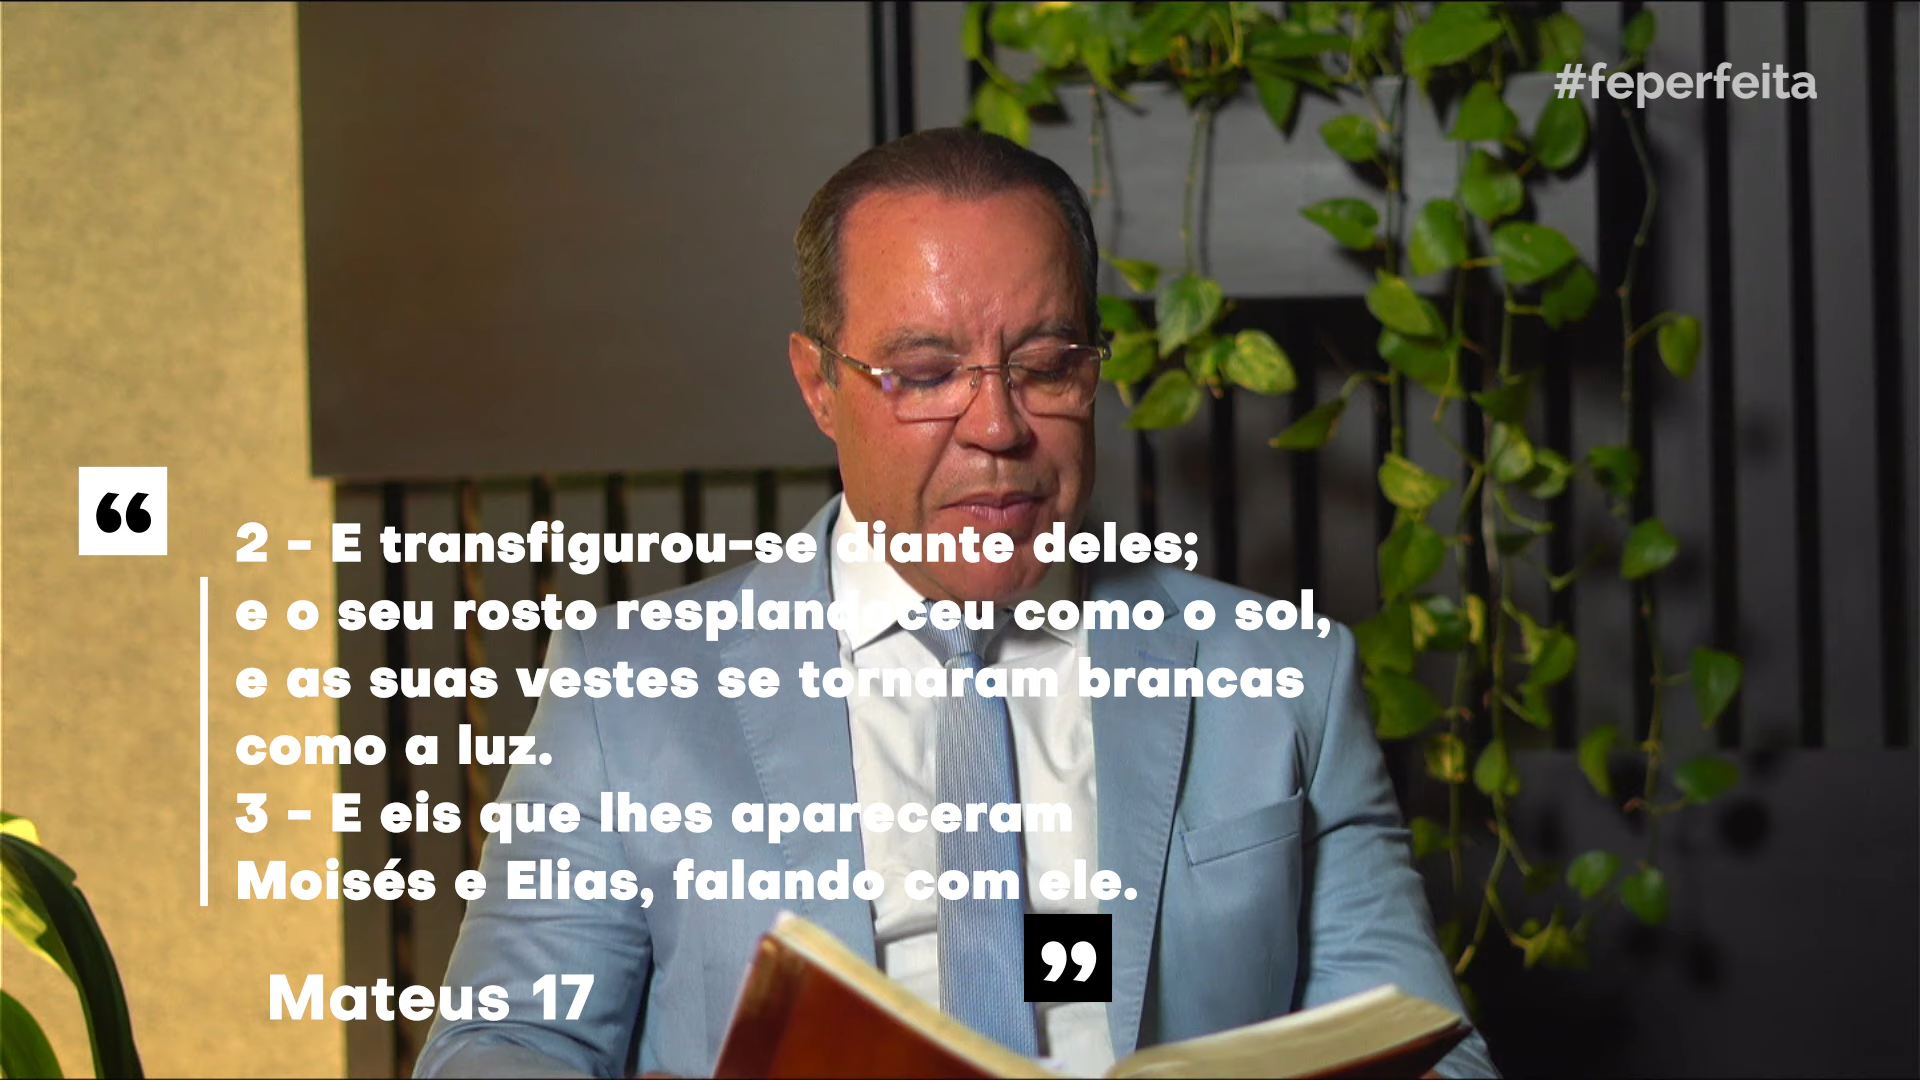 #feperfeita
“
2 - E transfigurou-se diante deles;
e o seu rosto resplandeceu como o sol,
e as suas vestes se tornaram brancas
como a luz.
3 - E eis que lhes apareceram
Moisés e Elias, falando com ele.
”
Mateus 17